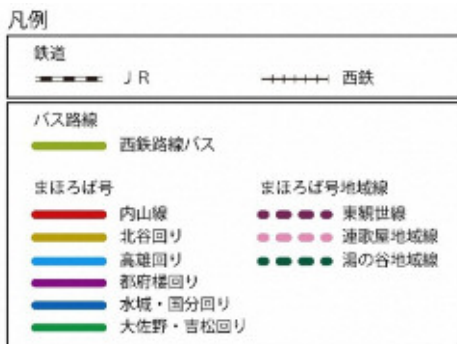 凡例
鉄道
ＪＲ 西鉄
バス路線
西鉄路線バス
まほろば号 まほろば号地域線
内山線 東観世線
北谷回り 連歌屋地域線
高雄回り 湯の谷地域線
都府楼回り
水城・国分回り
大佐野・吉松回り